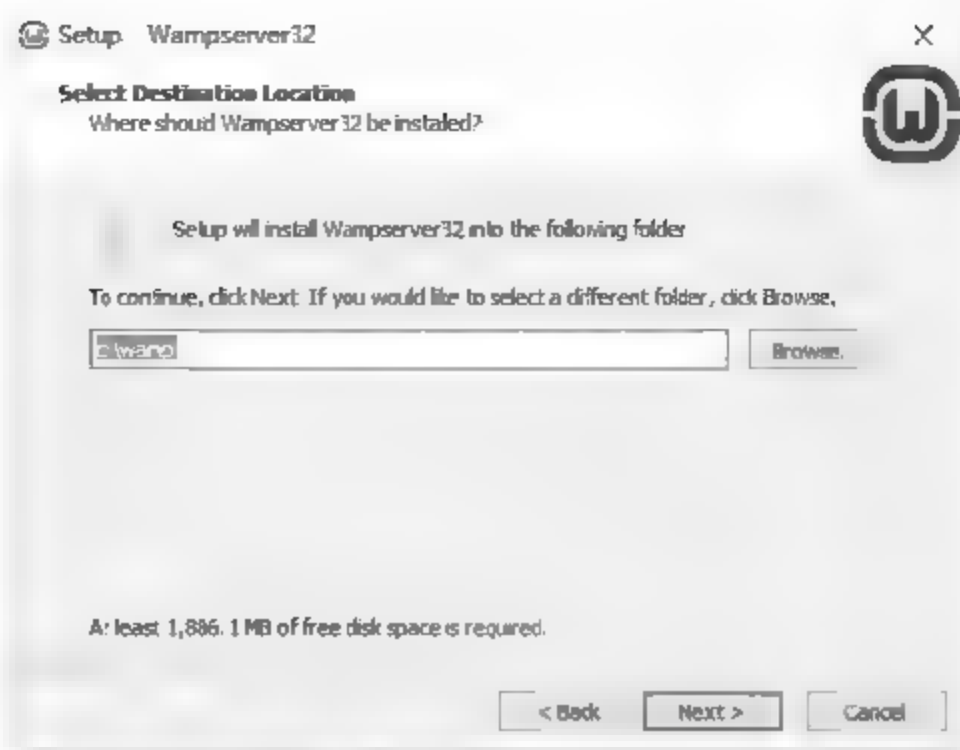 Setup Wampserver32
Select Destination Location
Where should Wampserver32 be installed?
Setup will install Wampserver32 into the following folder
To continue, click Next. If you would like to select a different folder, click Browse.
c:\wamp
Browse.
At least 1,886.1 MB of free disk space is required.
< Back
Next >
Cancel